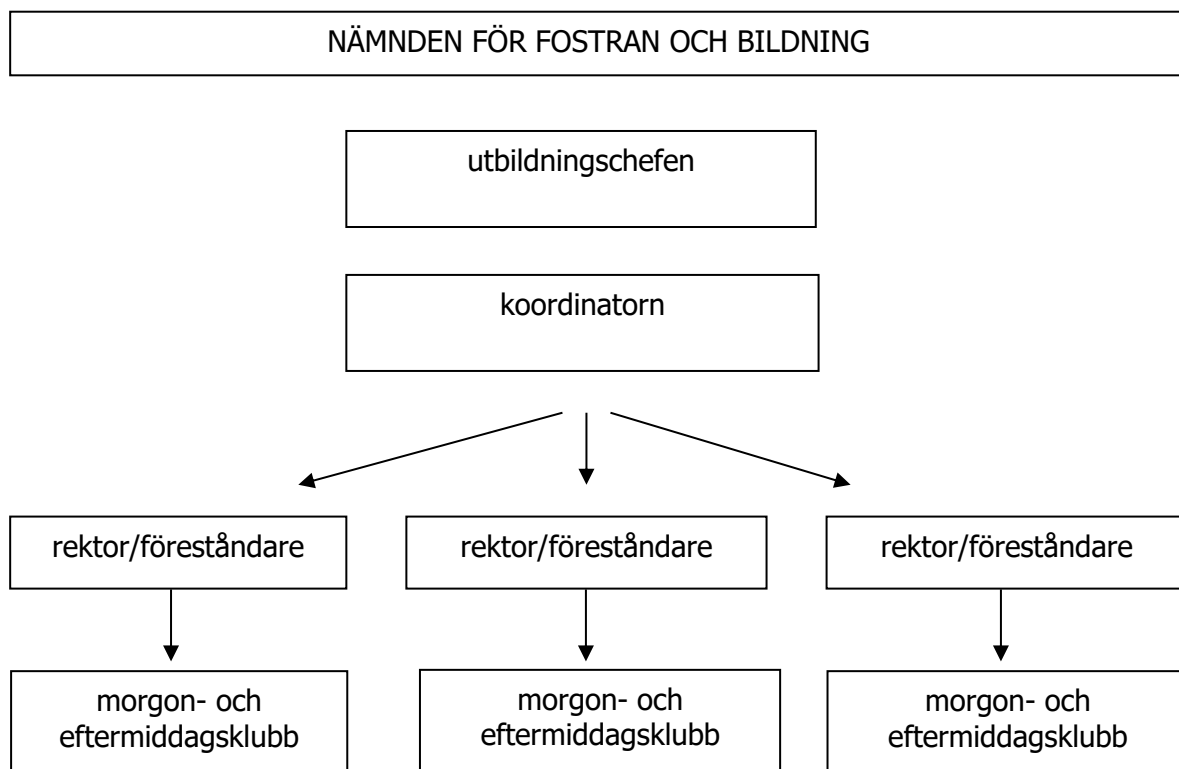 NÄMNDEN FÖR FOSTRAN OCH BILDNING
utbildningschefen
koordinatorn
rektor/föreståndare
rektor/föreståndare
rektor/föreståndare
morgon- och
eftermiddagsklubb
morgon- och
eftermiddagsklubb
morgon- och
eftermiddagsklubb